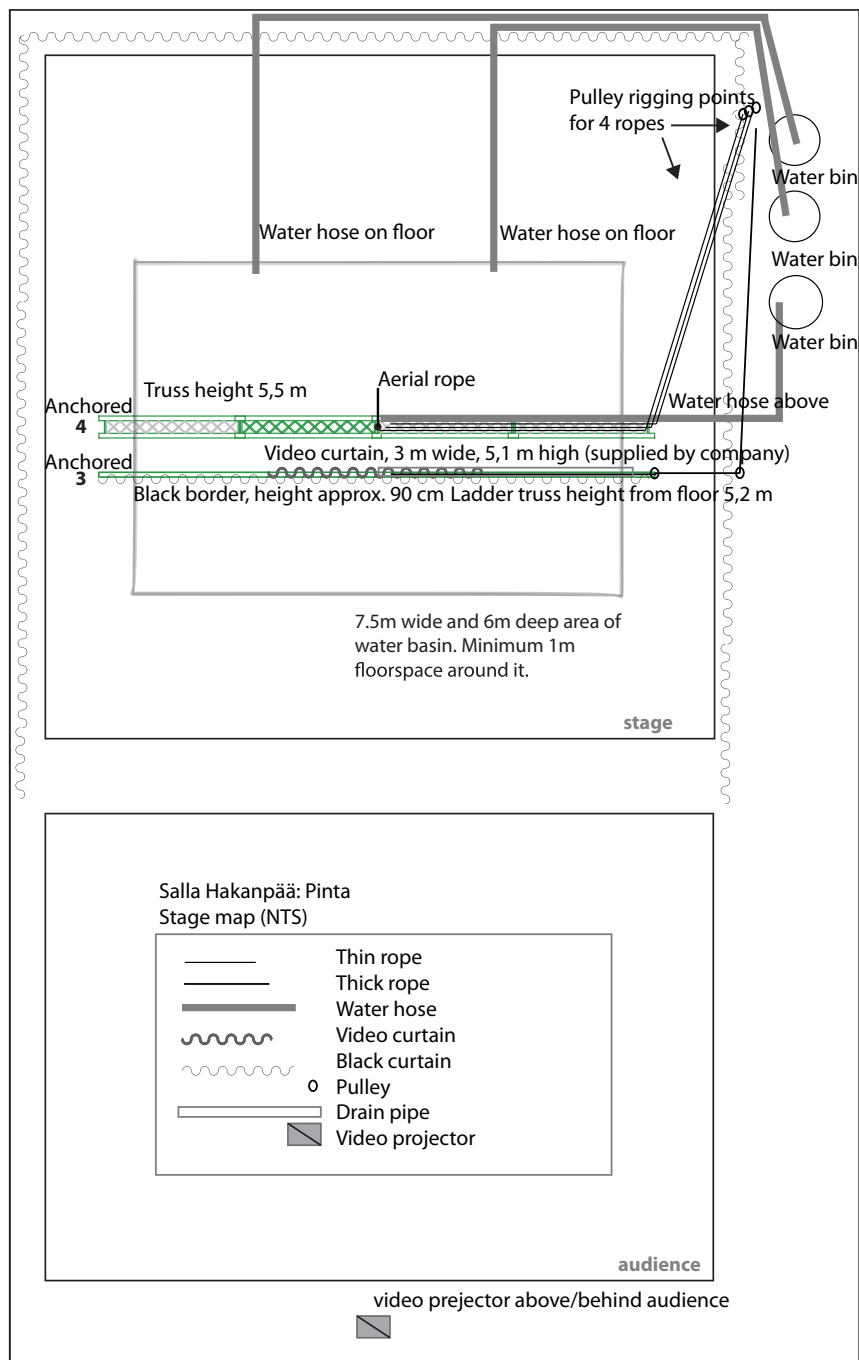 Pulley rigging points
for 4 ropes
Water bin
Water hose on floor
Water hose on floor
Water bin
Water bin
Truss height 5,5 m
Aerial rope
Anchored
4
Water hose above
Video curtain, 3 m wide, 5,1 m high (supplied by company)
Anchored
3
Black border, height approx. 90 cm Ladder truss height from floor 5,2 m
7.5m wide and 6m deep area of
water basin. Minimum 1m
floorspace around it.
stage
Salla Hakanpää: Pinta
Stage map (NTS)
Thin rope
Thick rope
Water hose
Video curtain
Black curtain
Pulley
Drain pipe
Video projector
audience
video prejector above/behind audience